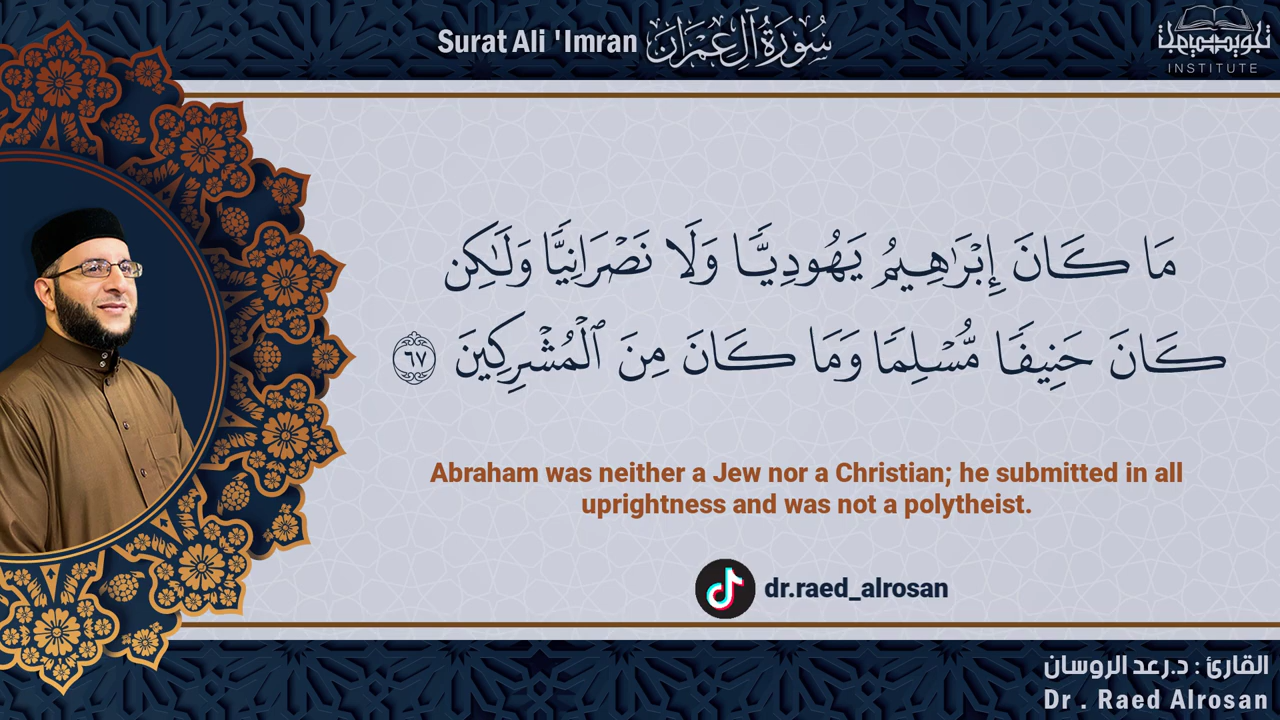 Surat Ali 'Imran سُورَةُ آلِ عِمْرَانَ
INSTITUTE
مَا كَانَ إِبْرَٰهِيمُ يَهُودِيًّا وَلَا نَصْرَانِيًّا وَلَٰكِن
كَانَ حَنِيفًا مُّسْلِمًا وَمَا كَانَ مِنَ ٱلْمُشْرِكِينَ ٦٧
Abraham was neither a Jew nor a Christian; he submitted in all
uprightness and was not a polytheist.
dr.raed_alrosan
القارئ : د.رعد الروسان
Dr . Raed Alrosan